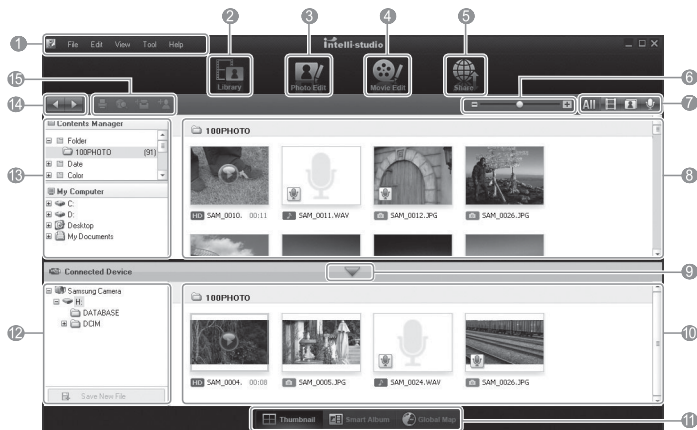 2 3 4 5
1 File Edit View Tool Help
intelli-studio
15
Library Photo Edit Movie Edit Share
6
14 All 7
Contents Manager
Folder
100PHOTO (91)
Date
Color
13
My Computer
C:
D:
Desktop
My Documents
100PHOTO
HD SAM_0010. 00:11 SAM_0011.WAV SAM_0012.JPG SAM_0026.JPG
8
Connected Device
9
Samsung Camera
H:
DATABASE
DCIM
12
Save New File
100PHOTO
HD SAM_0004. 00:08 SAM_0005.JPG SAM_0024.WAV SAM_0026.JPG
10
Thumbnail Smart Album Global Map
11